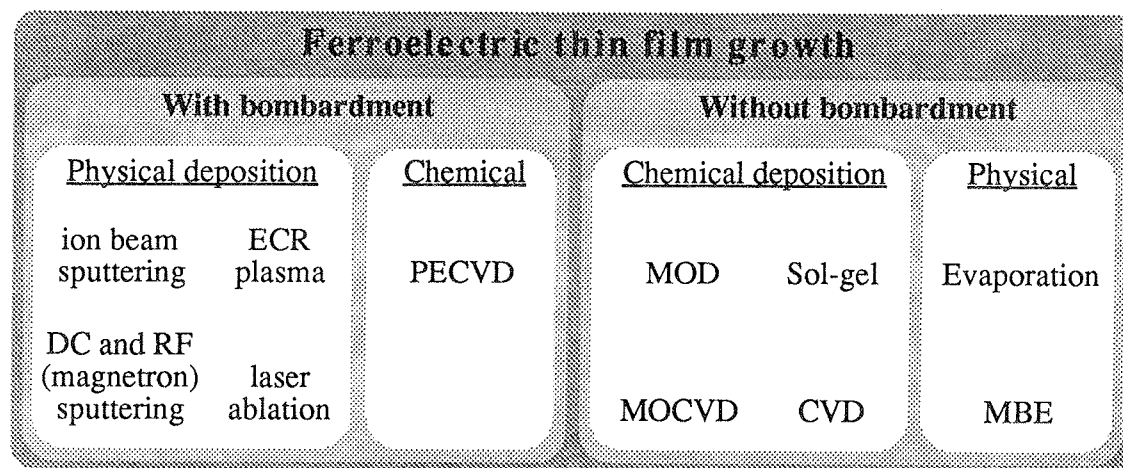 Ferroelectric thin film growth
With bombardment
Physical deposition
ion beam
sputtering
ECR
plasma
DC and RF
(magnetron)
sputtering
laser
ablation
Chemical
PECVD
Without bombardment
Chemical deposition
MOD
Sol-gel
MOCVD
CVD
Physical
Evaporation
MBE